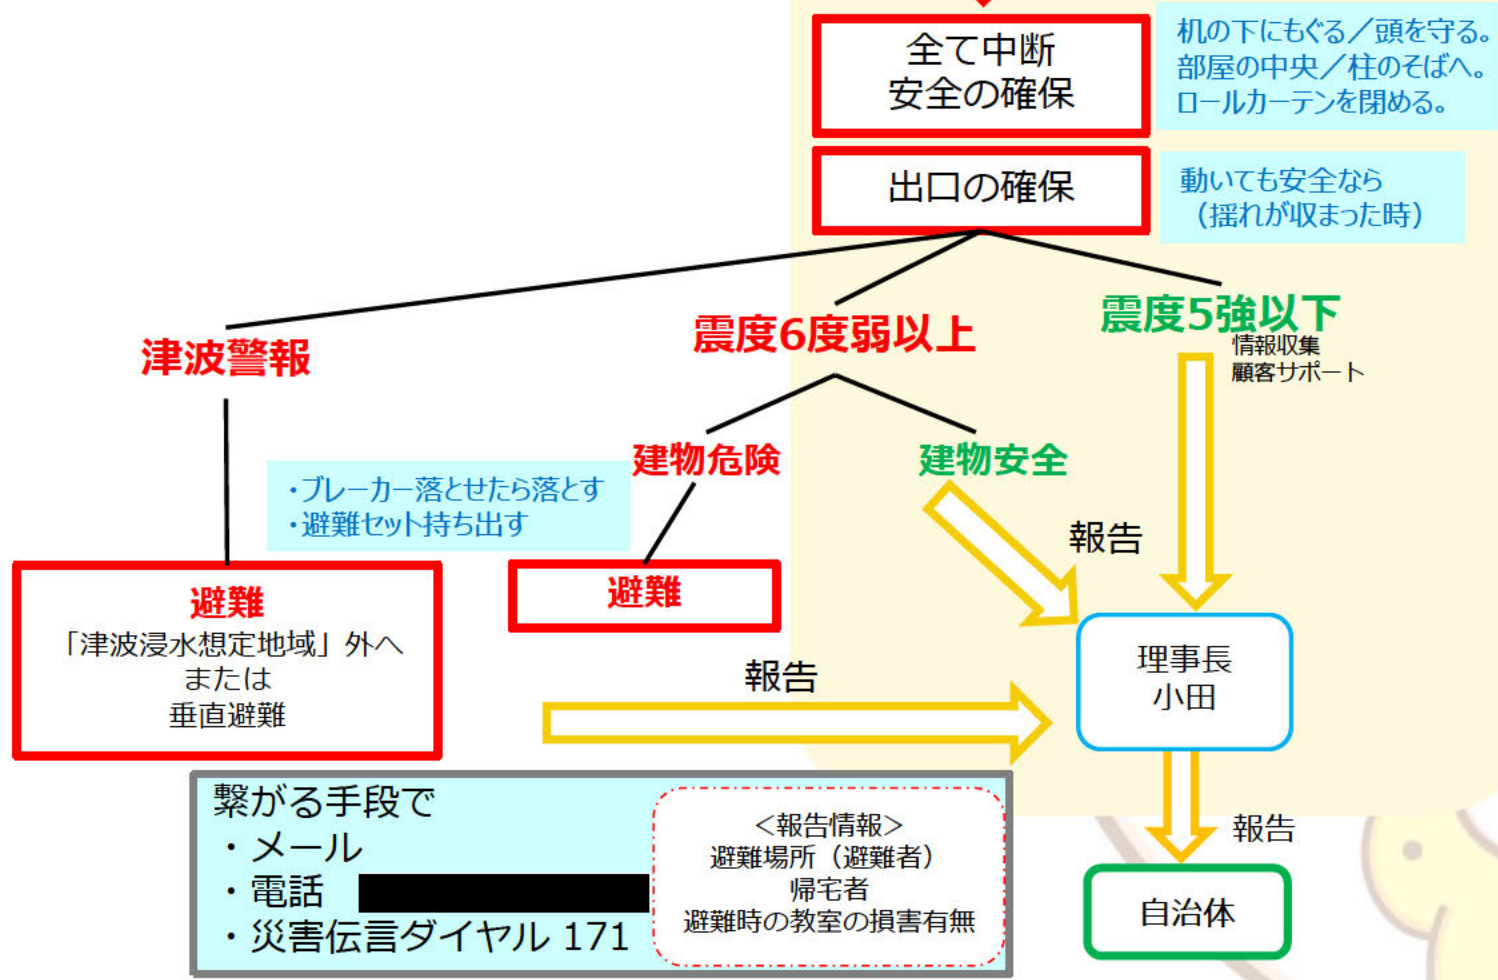 全て中断
安全の確保
机の下にもぐる／頭を守る。
部屋の中央／柱のそばへ。
ロールカーテンを閉める。
出口の確保
動いても安全なら
（揺れが収まった時）
津波警報
震度6度弱以上
震度5強以下
情報収集
顧客サポート
建物危険
建物安全
・ブレーカー落とせたら落とす
・避難セット持ち出す
報告
避難
「津波浸水想定地域」外へ
または
垂直避難
避難
報告
理事長
小田
繋がる手段で
・メール
・電話
・災害伝言ダイヤル 171
＜報告情報＞
避難場所（避難者）
帰宅者
避難時の教室の損害有無
報告
自治体